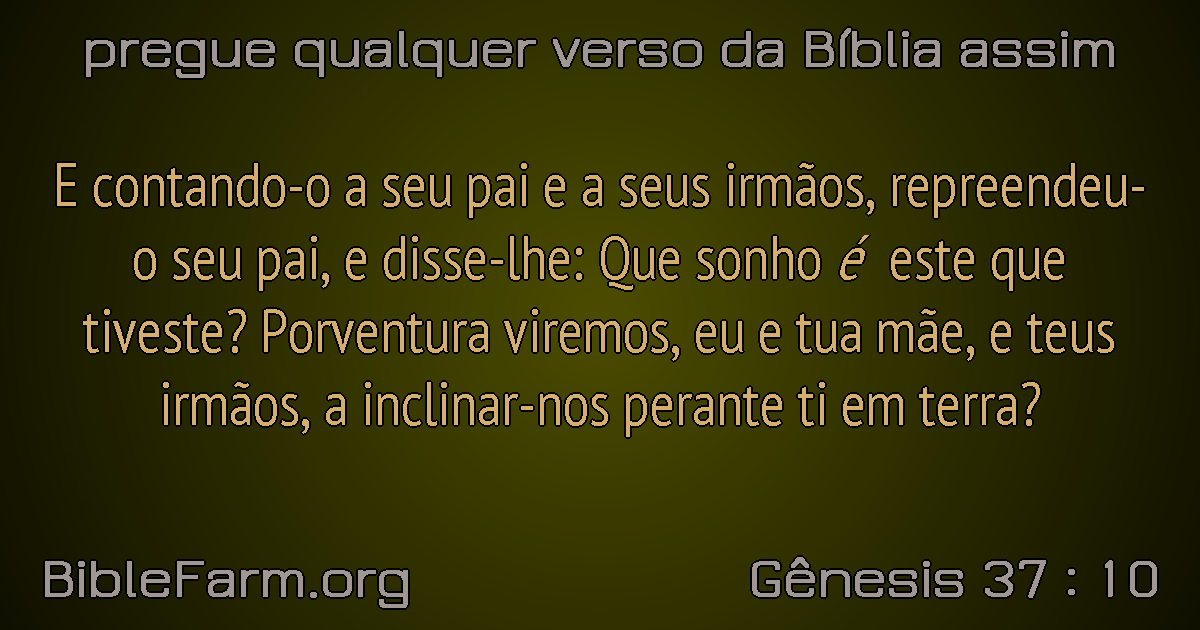 pregue qualquer verso da Bíblia assim
E contando-o a seu pai e a seus irmãos, repreendeu-
o seu pai, e disse-lhe: Que sonho é este que
tiveste? Porventura viremos, eu e tua mãe, e teus
irmãos, a inclinar-nos perante ti em terra?
BibleFarm.org
Gênesis 37 : 10